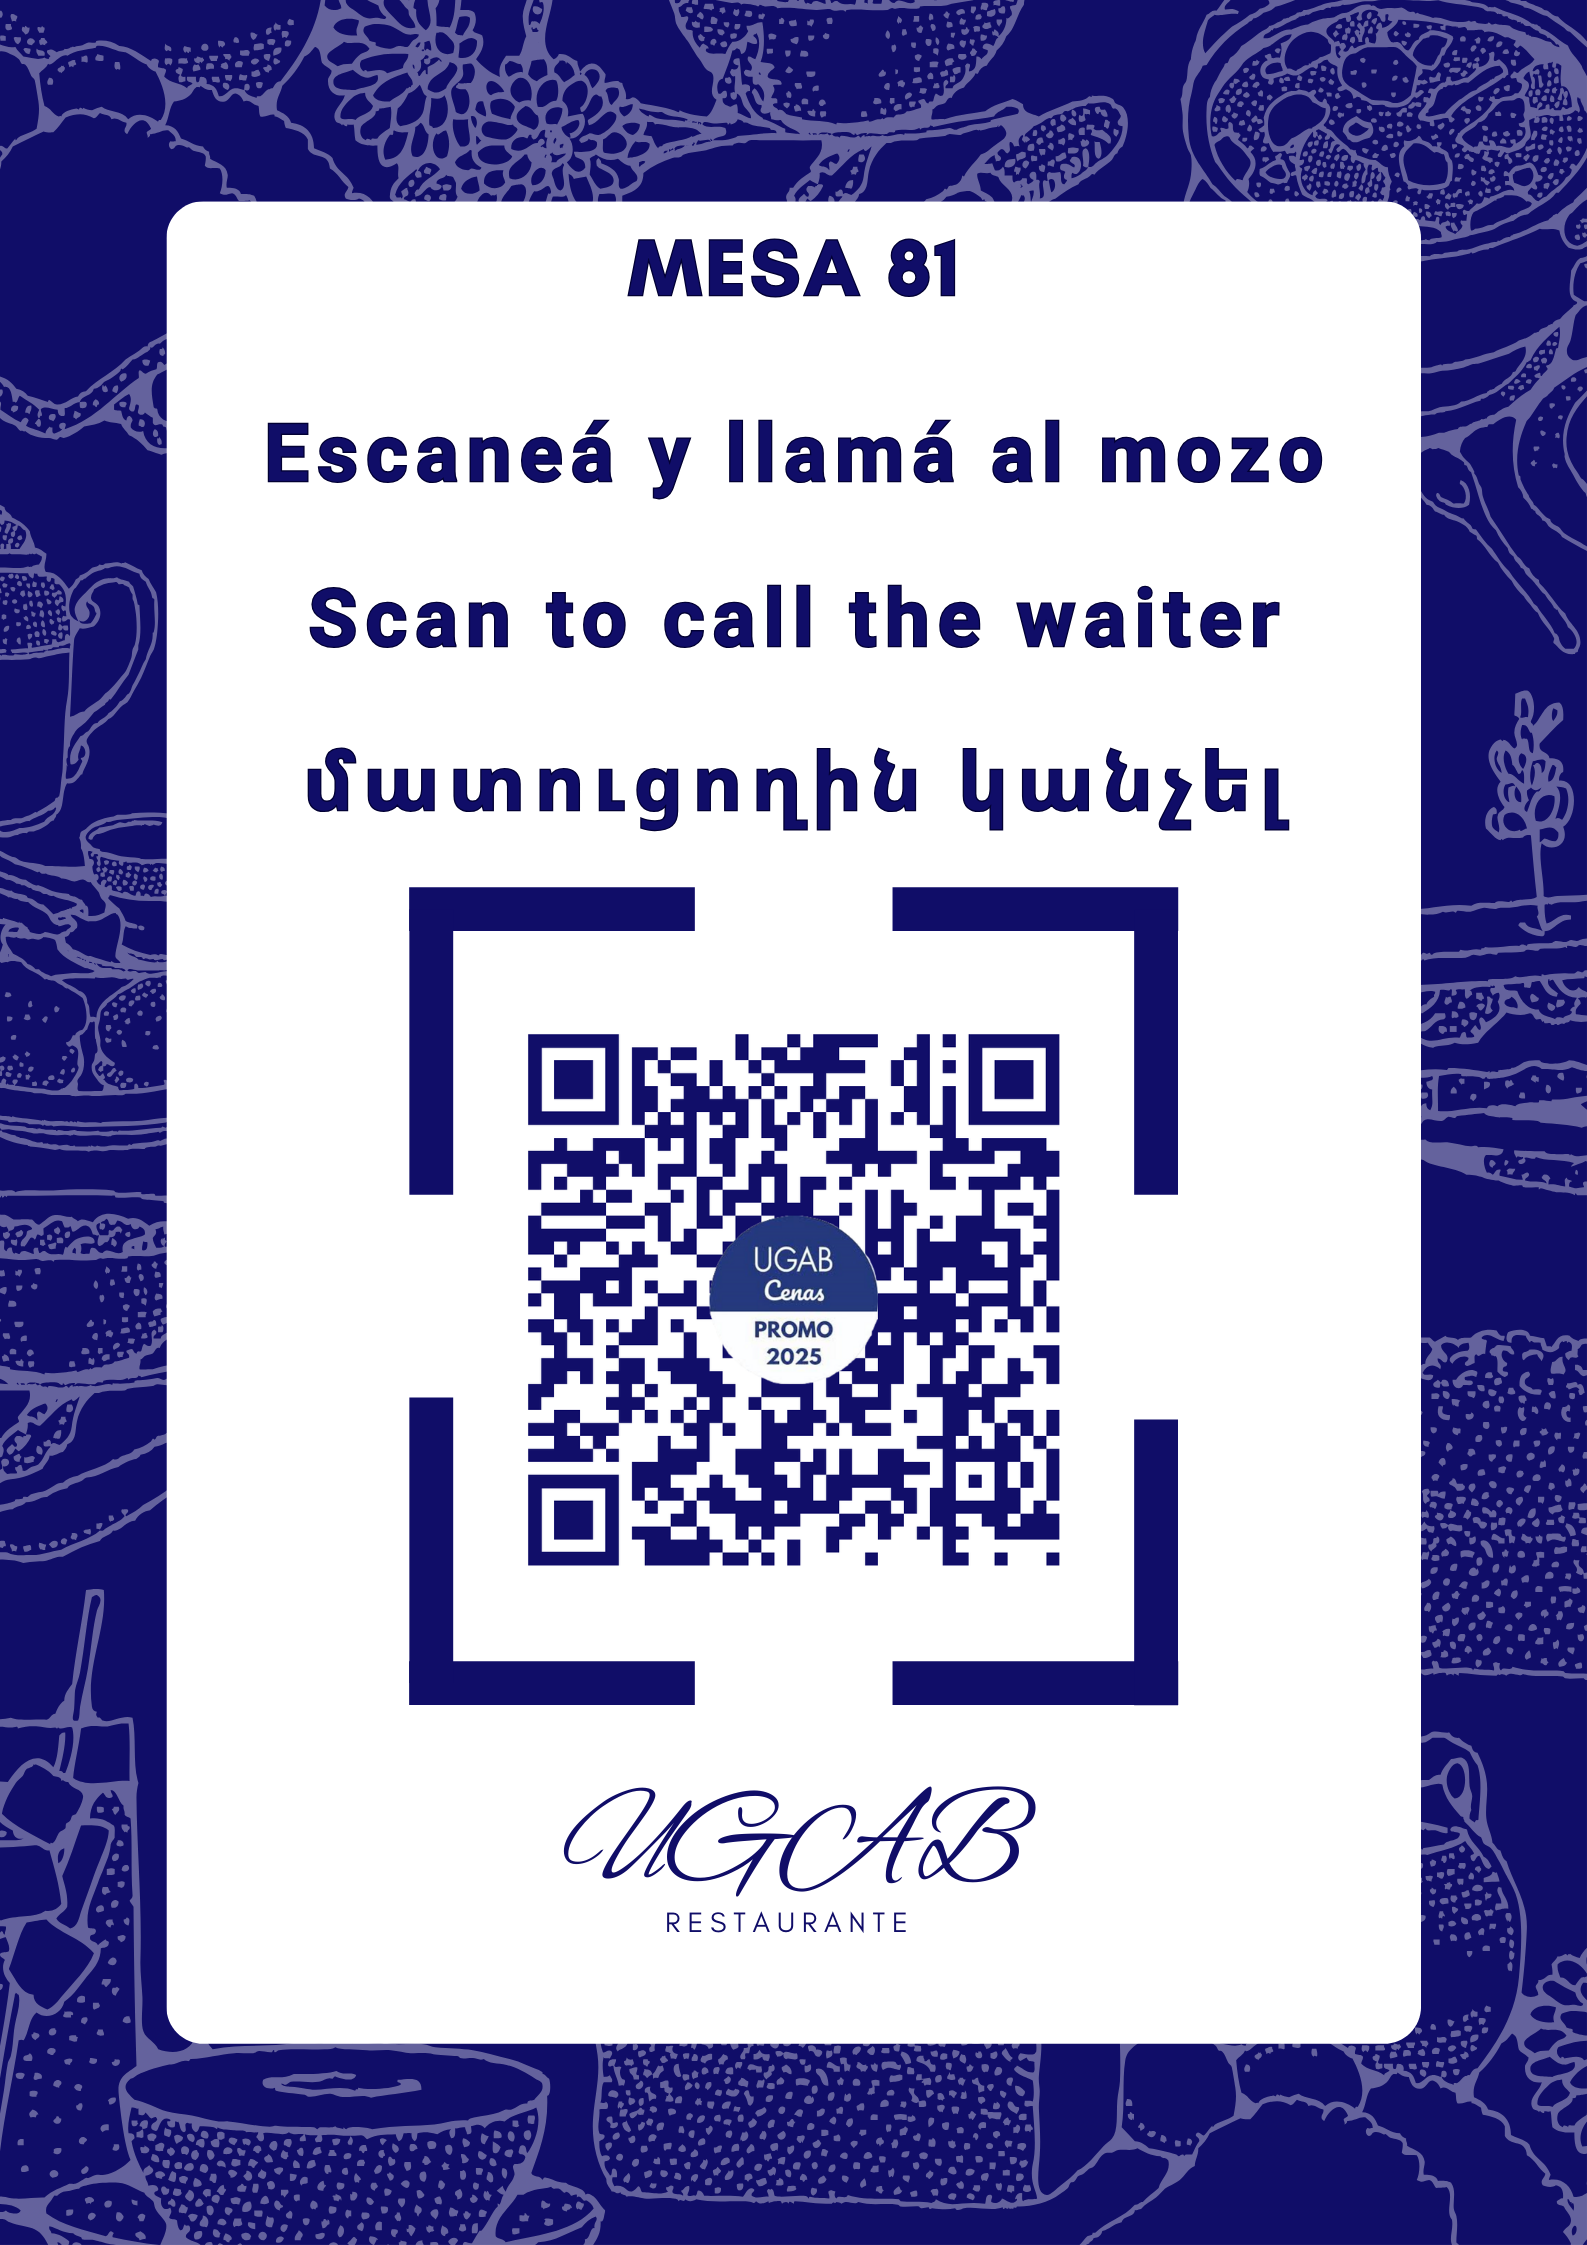 MESA 81
Escaneá y llamá al mozo
Scan to call the waiter
մատուցողին կանչել
UGAB
Cenas
PROMO
2025
UGAB
RESTAURANTE